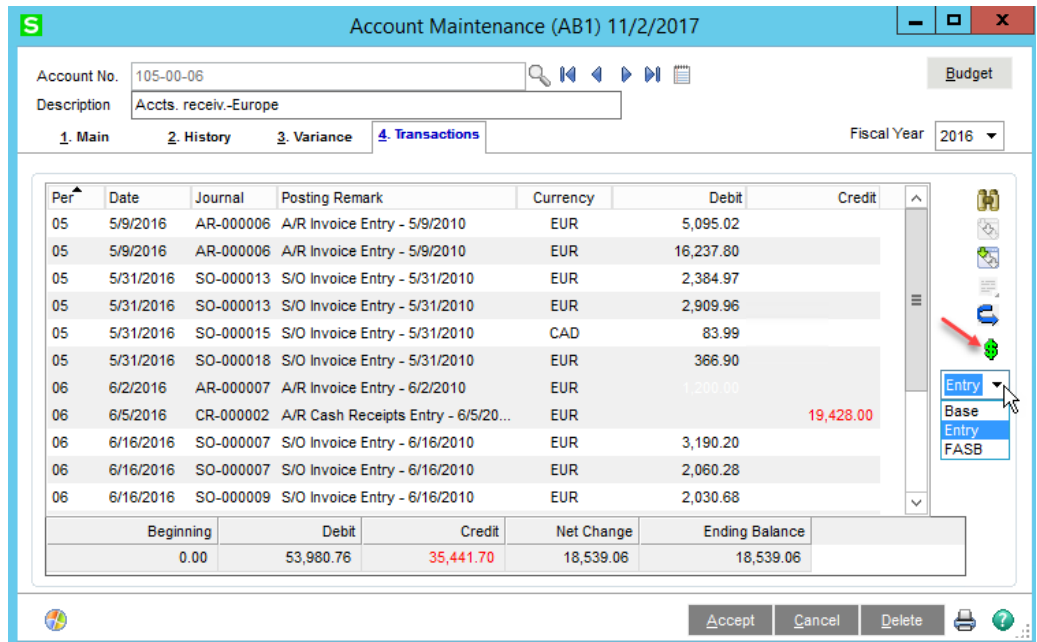 S Account Maintenance (AB1) 11/2/2017
Account No. 105-00-06 Budget
Description Accts. receiv.-Europe
1. Main 2. History 3. Variance 4. Transactions Fiscal Year 2016
Per Date Journal Posting Remark Currency Debit Credit
05 5/9/2016 AR-000006 A/R Invoice Entry - 5/9/2010 EUR 5,095.02
05 5/9/2016 AR-000006 A/R Invoice Entry - 5/9/2010 EUR 16,237.80
05 5/31/2016 SO-000013 S/O Invoice Entry - 5/31/2010 EUR 2,384.97
05 5/31/2016 SO-000013 S/O Invoice Entry - 5/31/2010 EUR 2,909.96
05 5/31/2016 SO-000015 S/O Invoice Entry - 5/31/2010 CAD 83.99
05 5/31/2016 SO-000018 S/O Invoice Entry - 5/31/2010 EUR 366.90
06 6/2/2016 AR-000007 A/R Invoice Entry - 6/2/2010 EUR 1,200.00
Entry
06 6/5/2016 CR-000002 A/R Cash Receipts Entry - 6/5/20... EUR 19,428.00
Base
Entry
FASB
06 6/16/2016 SO-000007 S/O Invoice Entry - 6/16/2010 EUR 3,190.20
06 6/16/2016 SO-000007 S/O Invoice Entry - 6/16/2010 EUR 2,060.28
06 6/16/2016 SO-000009 S/O Invoice Entry - 6/16/2010 EUR 2,030.68
Beginning Debit Credit Net Change Ending Balance
0.00 53,980.76 35,441.70 18,539.06 18,539.06
Accept Cancel Delete